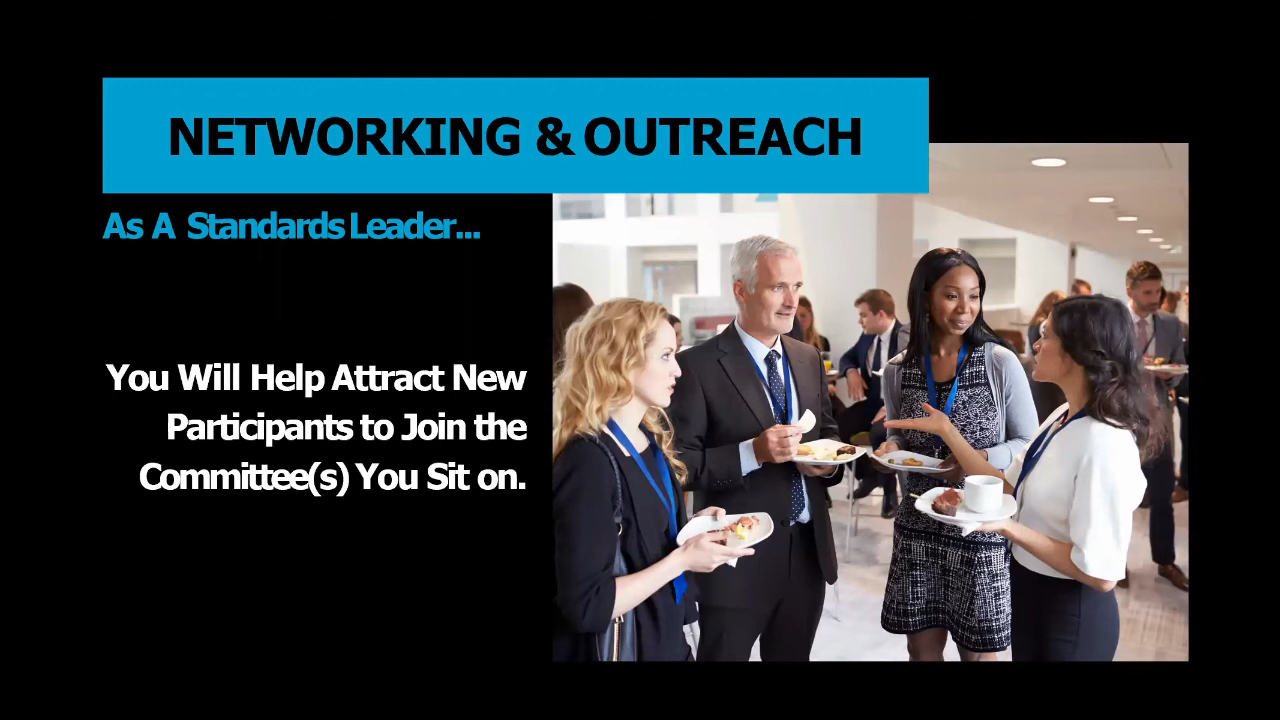 NETWORKING & OUTREACH
As A Standards Leader...
You Will Help Attract New
Participants to Join the
Committee(s) You Sit on.